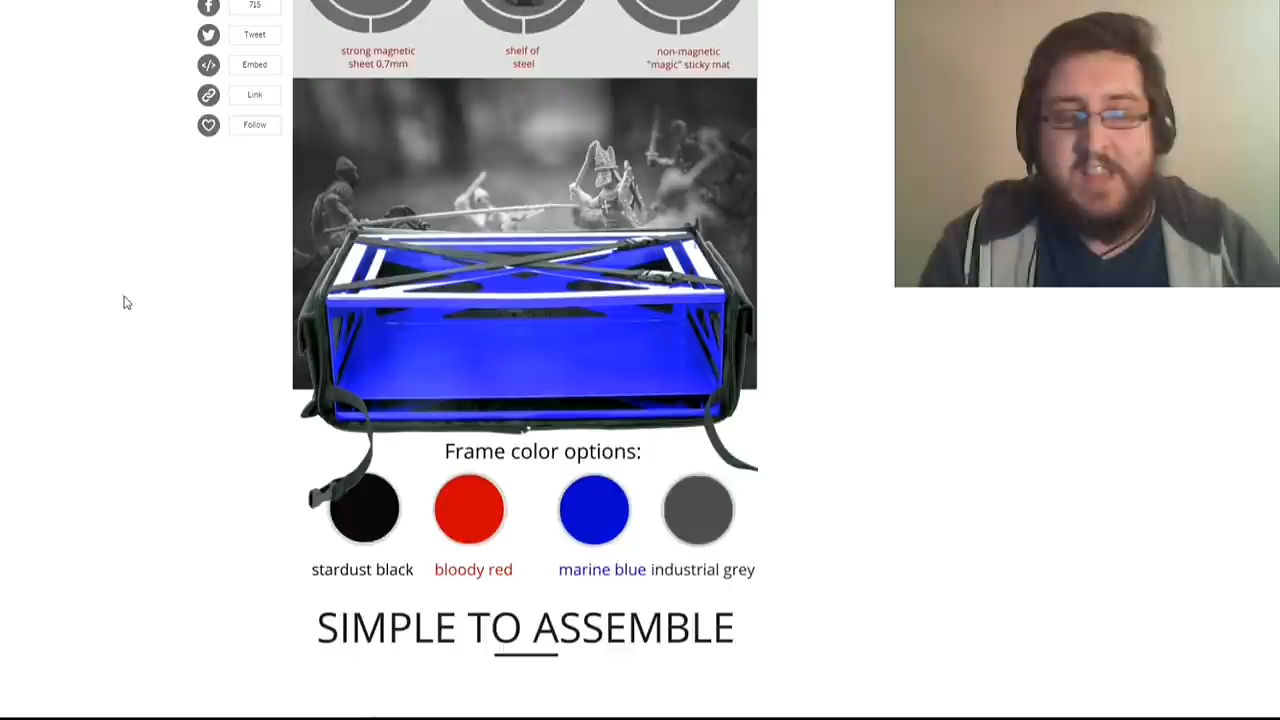 715
Tweet
Embed
Link
Follow
strong magnetic
sheet 0.7mm
shelf of
steel
non-magnetic
"magic" sticky mat
Frame color options:
stardust black
bloody red
marine blue
industrial grey
SIMPLE TO ASSEMBLE